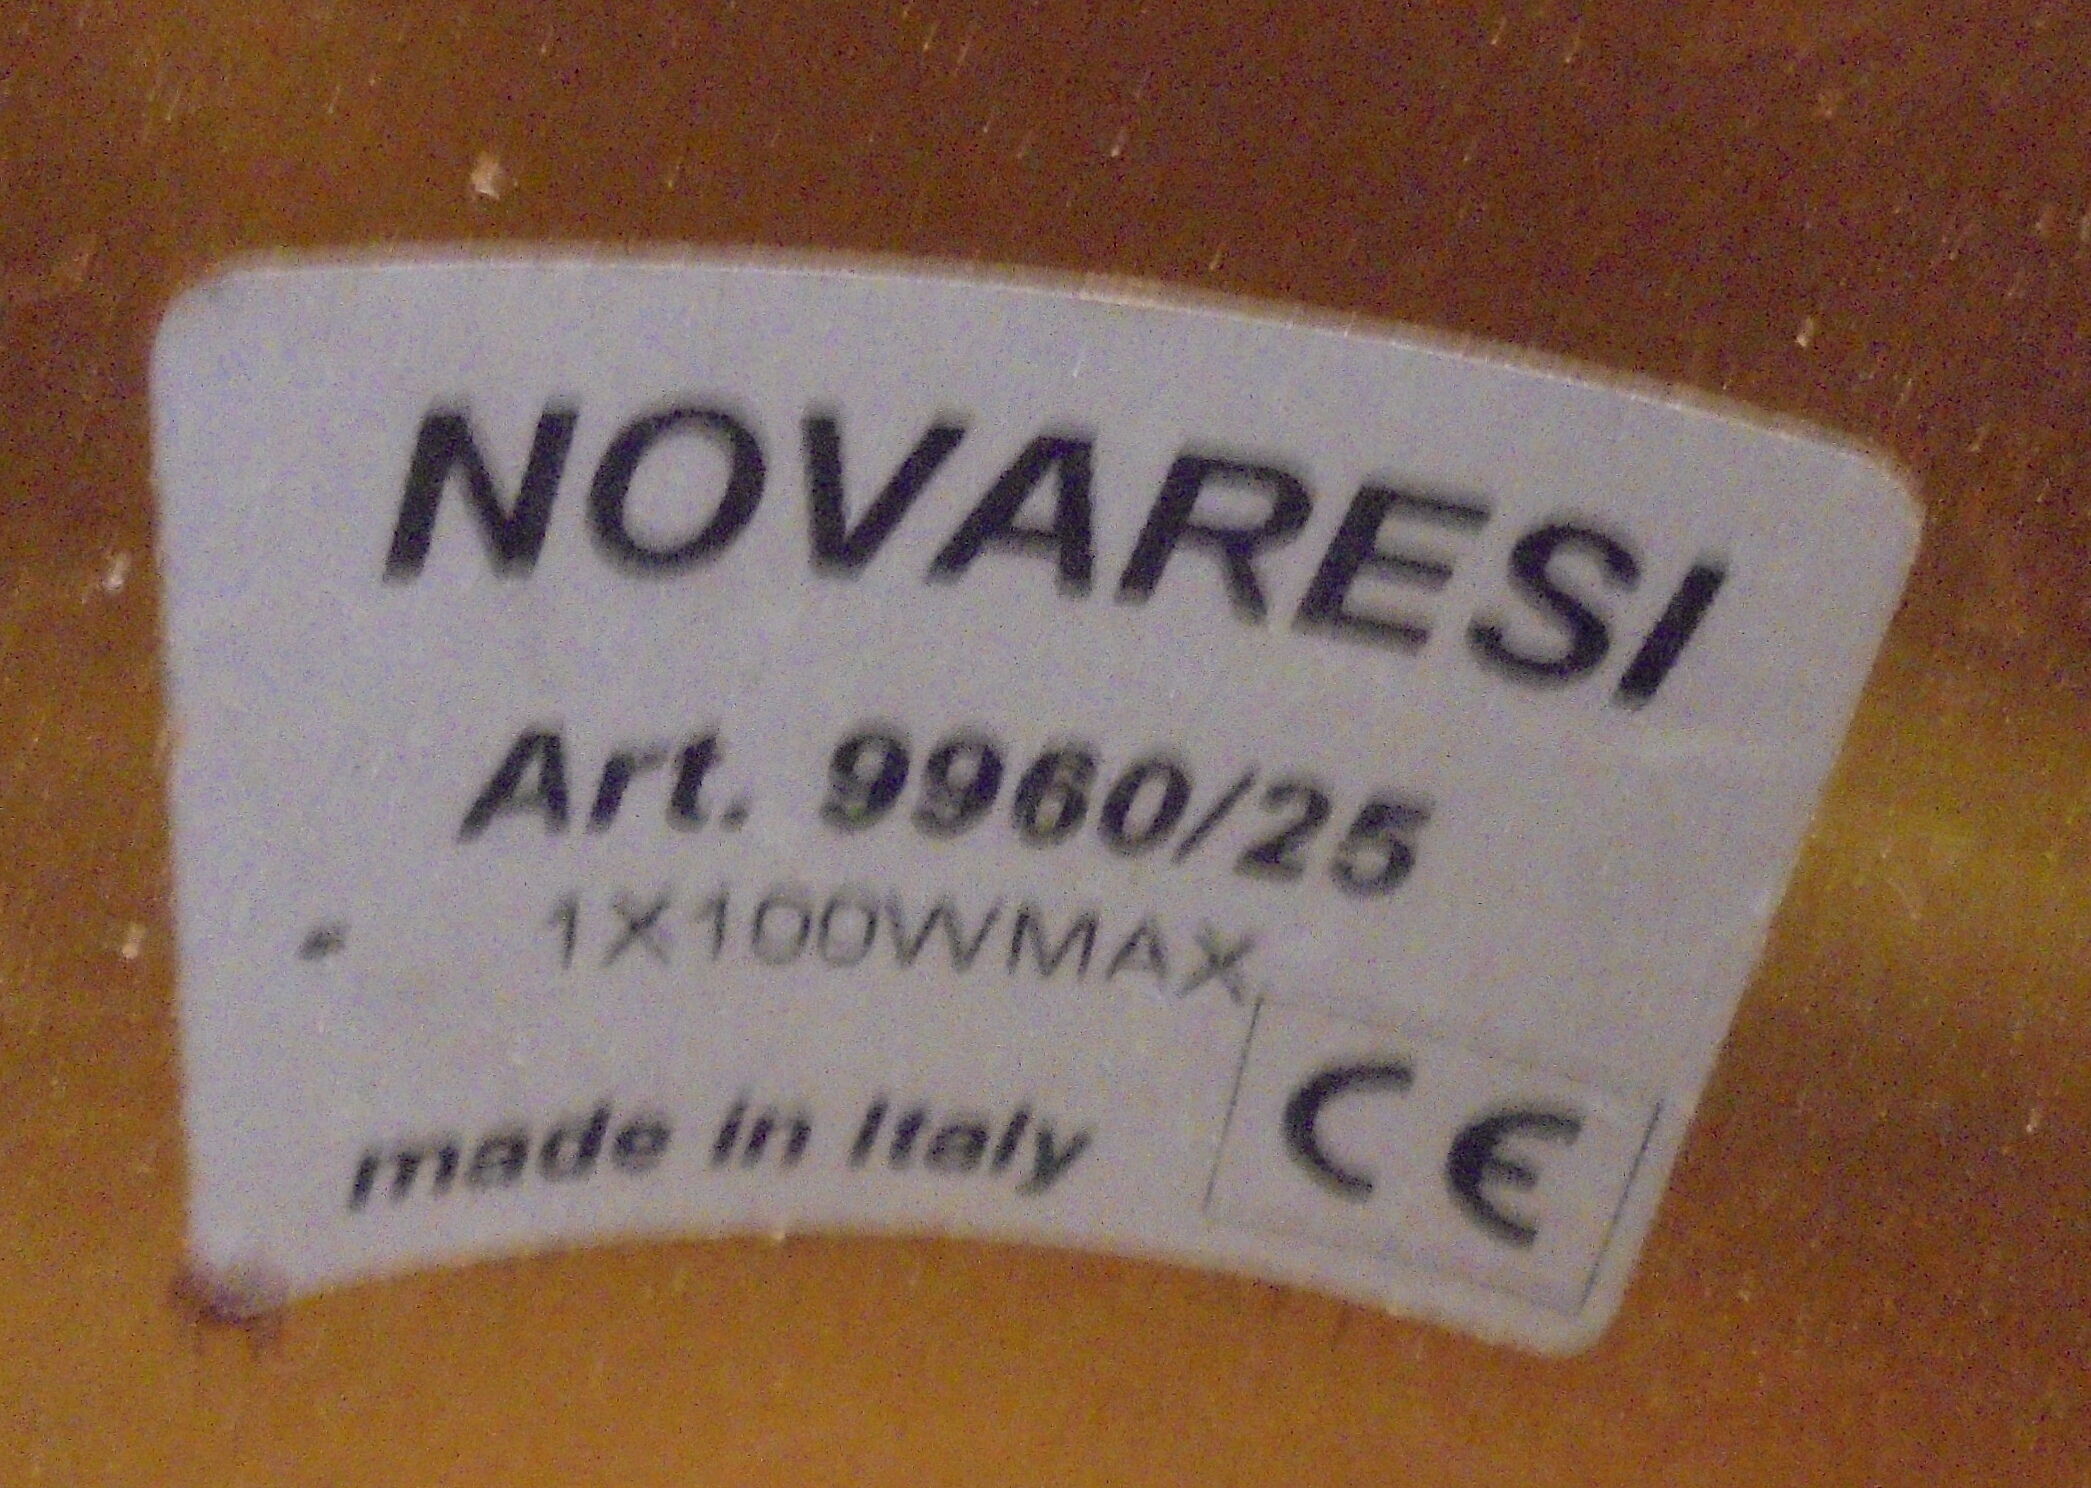 NOVARESI
Art. 9960/25
1X100WMAX
made in Italy
CE